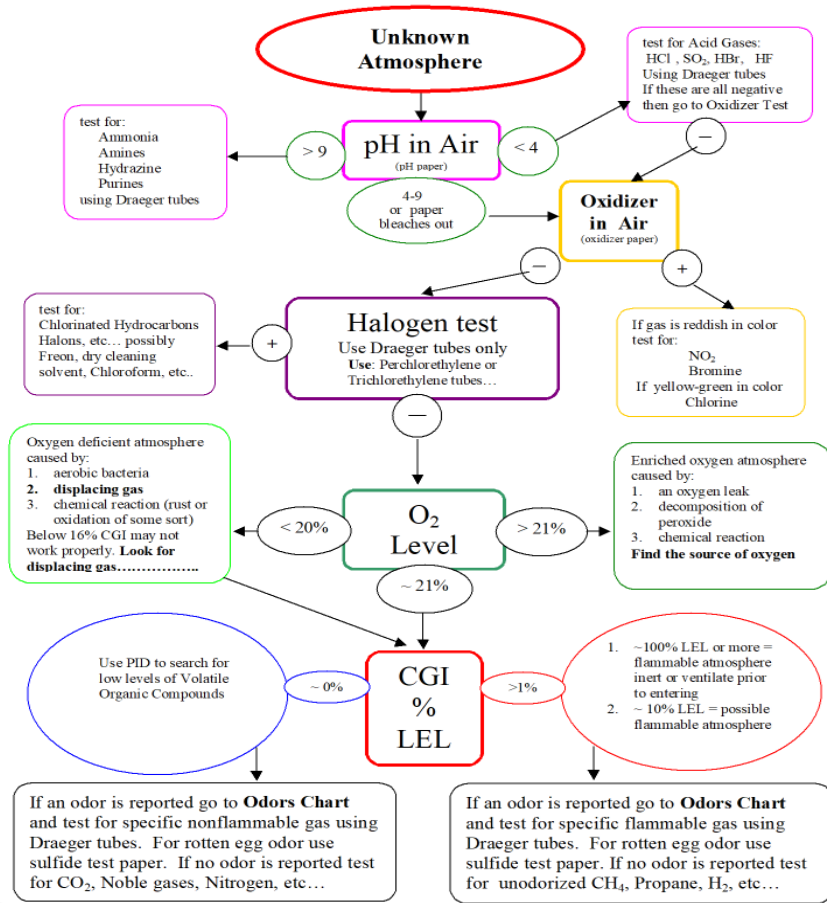 Unknown
Atmosphere
test for Acid Gases:
HCl , SO₂, HBr, HF
Using Draeger tubes
If these are all negative
then go to Oxidizer Test
test for:
Ammonia
Amines
Hydrazine
Purines
using Draeger tubes
> 9
pH in Air
(pH paper)
< 4
—
4-9
or paper
bleaches out
Oxidizer
in Air
(oxidizer paper)
—
+
test for:
Chlorinated Hydrocarbons
Halons, etc… possibly
Freon, dry cleaning
solvent, Chloroform, etc..
+
Halogen test
Use Draeger tubes only
Use: Perchlorethylene or
Trichlorethylene tubes…
—
If gas is reddish in color
test for:
NO₂
Bromine
If yellow-green in color
Chlorine
Oxygen deficient atmosphere
caused by:
1. aerobic bacteria
2. displacing gas
3. chemical reaction (rust or
oxidation of some sort)
Below 16% CGI may not
work properly. Look for
displacing gas……………..
< 20%
O₂
Level
> 21%
Enriched oxygen atmosphere
caused by:
1. an oxygen leak
2. decomposition of
peroxide
3. chemical reaction
Find the source of oxygen
~ 21%
Use PID to search for
low levels of Volatile
Organic Compounds
~ 0%
CGI
%
LEL
>1%
1. ~100% LEL or more =
flammable atmosphere
inert or ventilate prior
to entering
2. ~ 10% LEL = possible
flammable atmosphere
If an odor is reported go to Odors Chart
and test for specific nonflammable gas using
Draeger tubes. For rotten egg odor use
sulfide test paper. If no odor is reported test
for CO₂, Noble gases, Nitrogen, etc…
If an odor is reported go to Odors Chart
and test for specific flammable gas using
Draeger tubes. For rotten egg odor use
sulfide test paper. If no odor is reported test
for unodorized CH₄, Propane, H₂, etc…